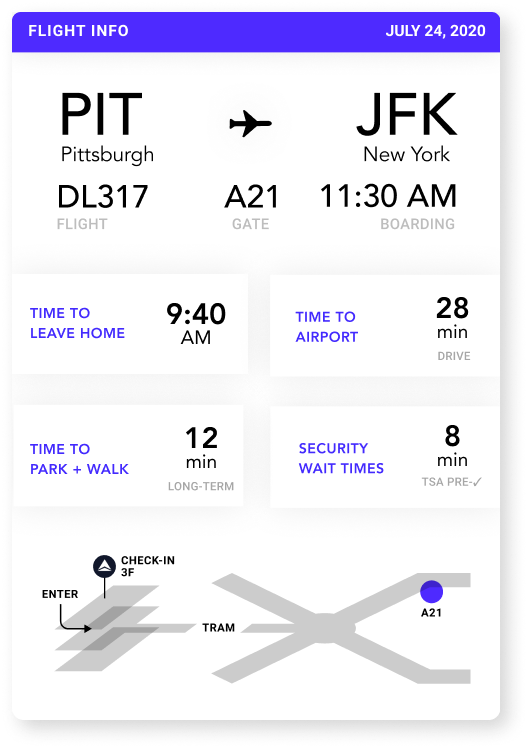 FLIGHT INFO
JULY 24, 2020
PIT
JFK
Pittsburgh
New York
DL317
A21
11:30 AM
FLIGHT
GATE
BOARDING
TIME TO
LEAVE HOME
9:40
AM
TIME TO
AIRPORT
28
min
DRIVE
TIME TO
PARK + WALK
12
min
LONG-TERM
SECURITY
WAIT TIMES
8
min
TSA PRE-✓
CHECK-IN
3F
ENTER
TRAM
A21